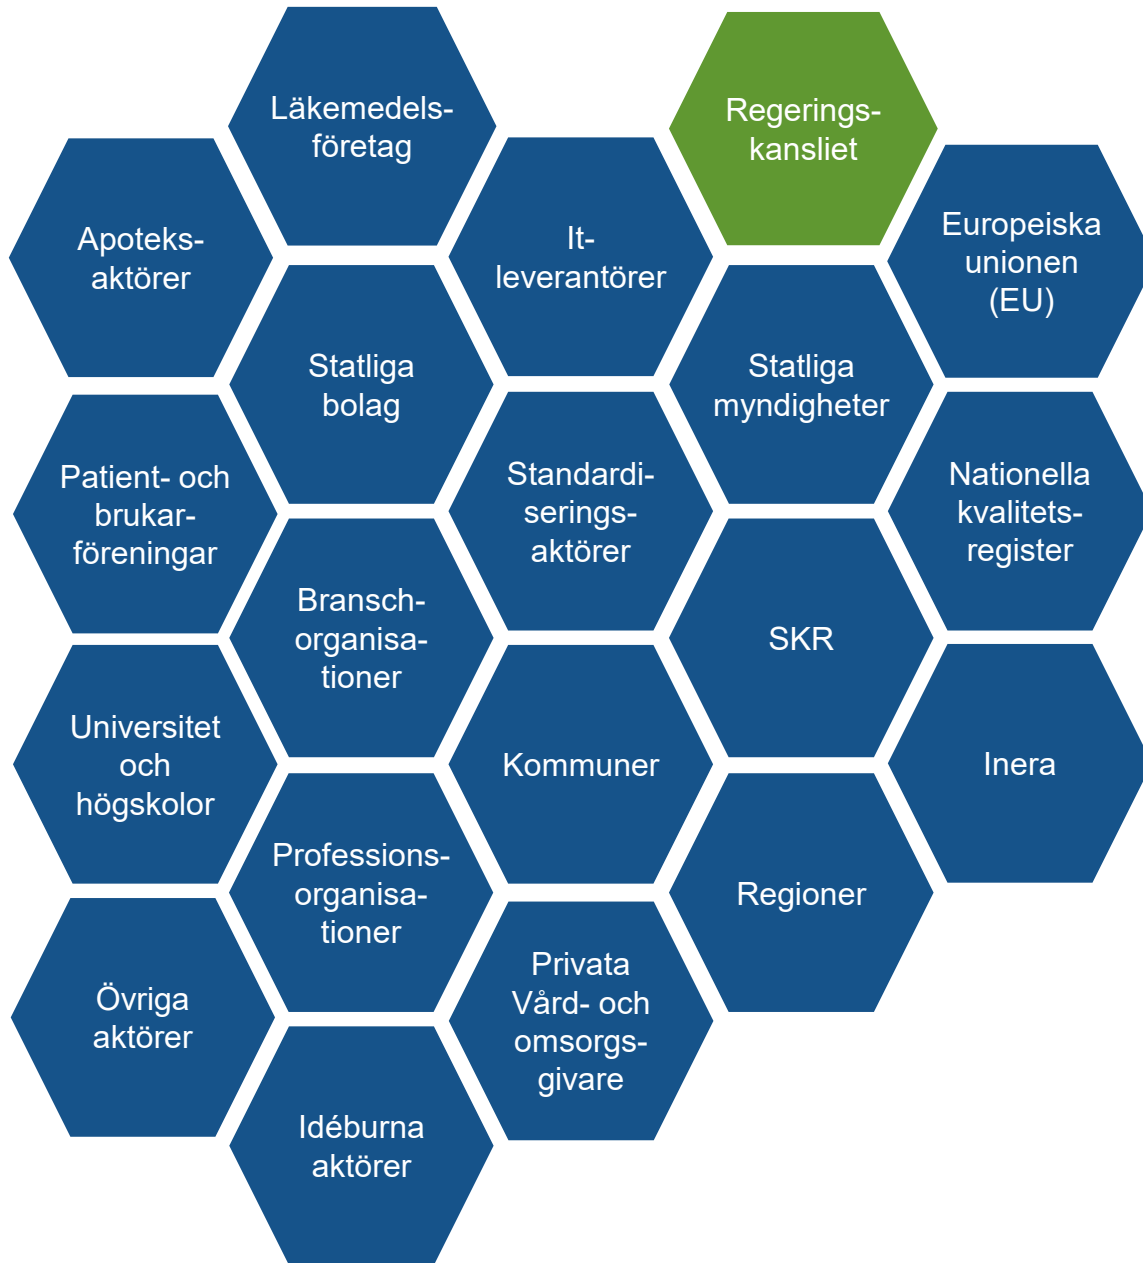 Läkemedels-
företag
Regerings-
kansliet
Apoteks-
aktörer
It-
leverantörer
Europeiska
unionen
(EU)
Statliga
bolag
Statliga
myndigheter
Patient- och
brukar-
föreningar
Standardi-
serings-
aktörer
Nationella
kvalitets-
register
Bransch-
organisa-
tioner
SKR
Universitet
och
högskolor
Kommuner
Inera
Professions-
organisa-
tioner
Regioner
Övriga
aktörer
Privata
Vård- och
omsorgs-
givare
Idéburna
aktörer